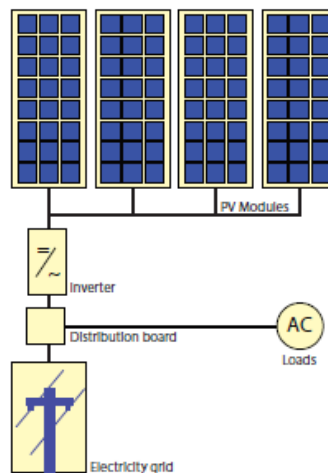 PV Modules
Inverter
Distribution board
AC
Loads
Electricity grid